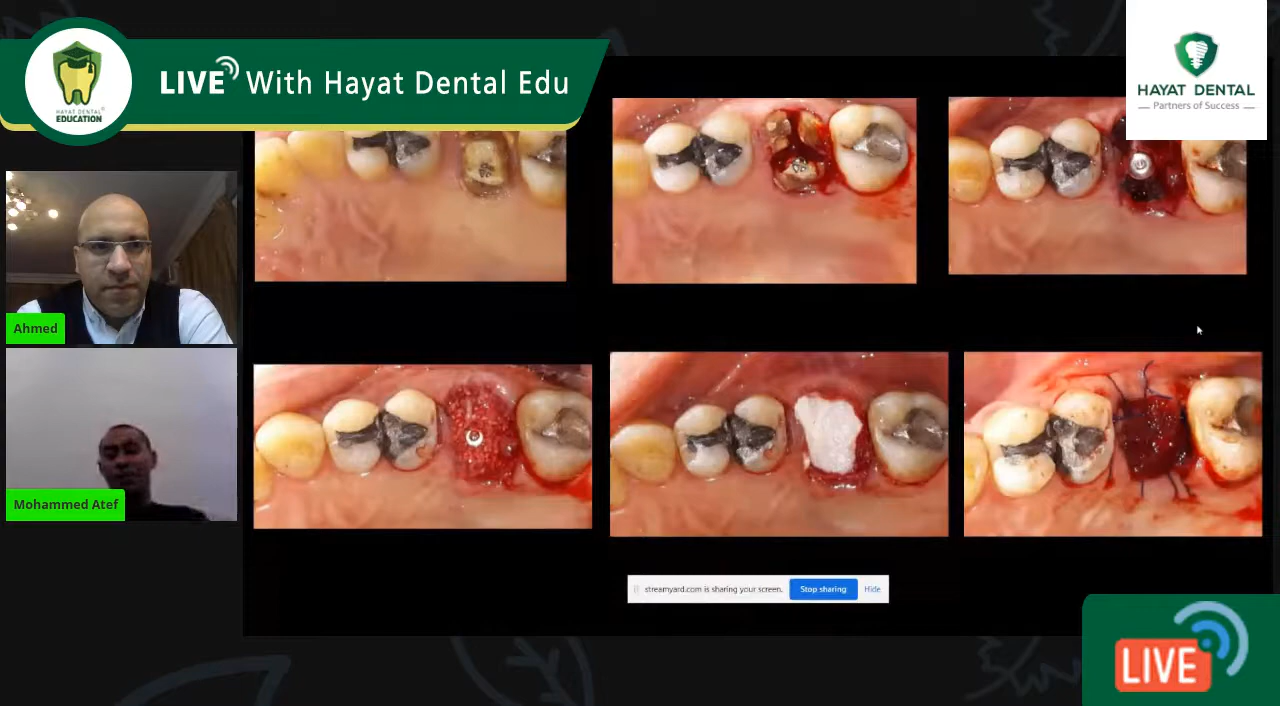 HAYAT DENTAL
EDUCATION
LIVE With Hayat Dental Edu
HAYAT DENTAL
Partners of Success
Ahmed
Mohammed Atef
streamyard.com is sharing your screen.
Stop sharing
Hide
LIVE